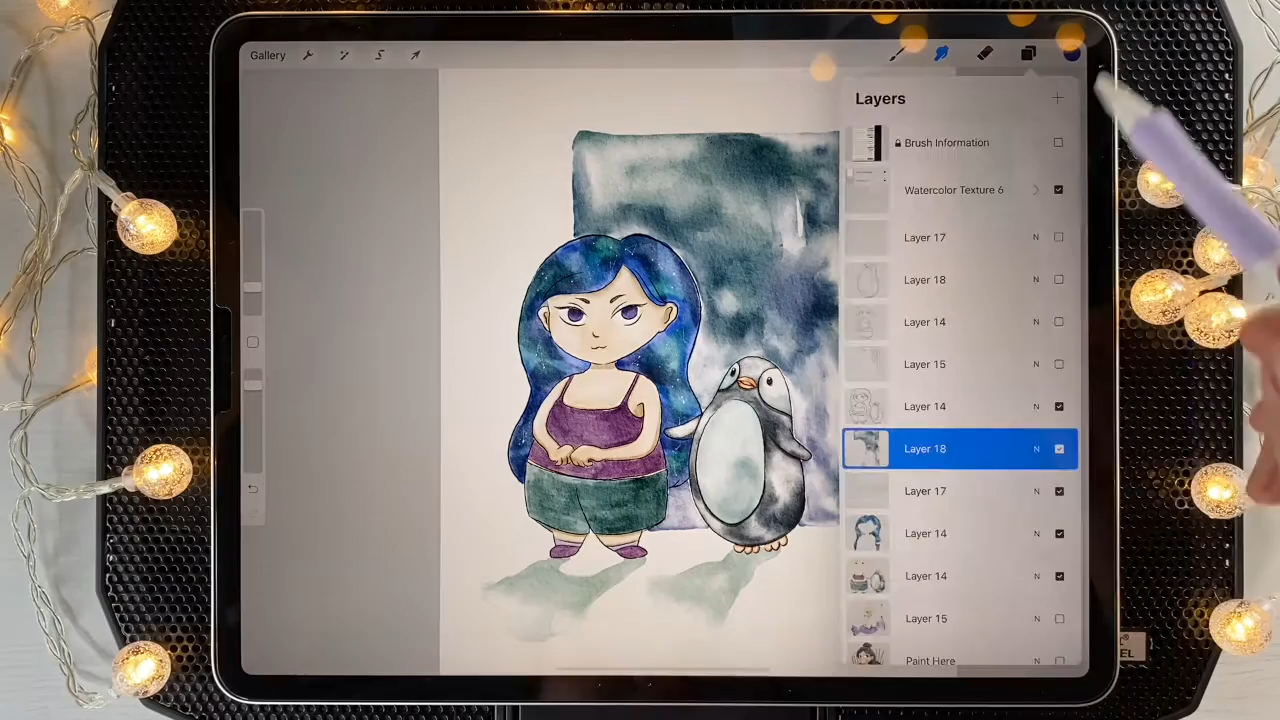 Gallery
Layers
Brush Information
Watercolor Texture 6
Layer 17 N
Layer 18 N
Layer 14 N
Layer 15 N
Layer 14 N
Layer 18 N
Layer 17 N
Layer 14 N
Layer 14 N
Layer 15 N
Paint Here N